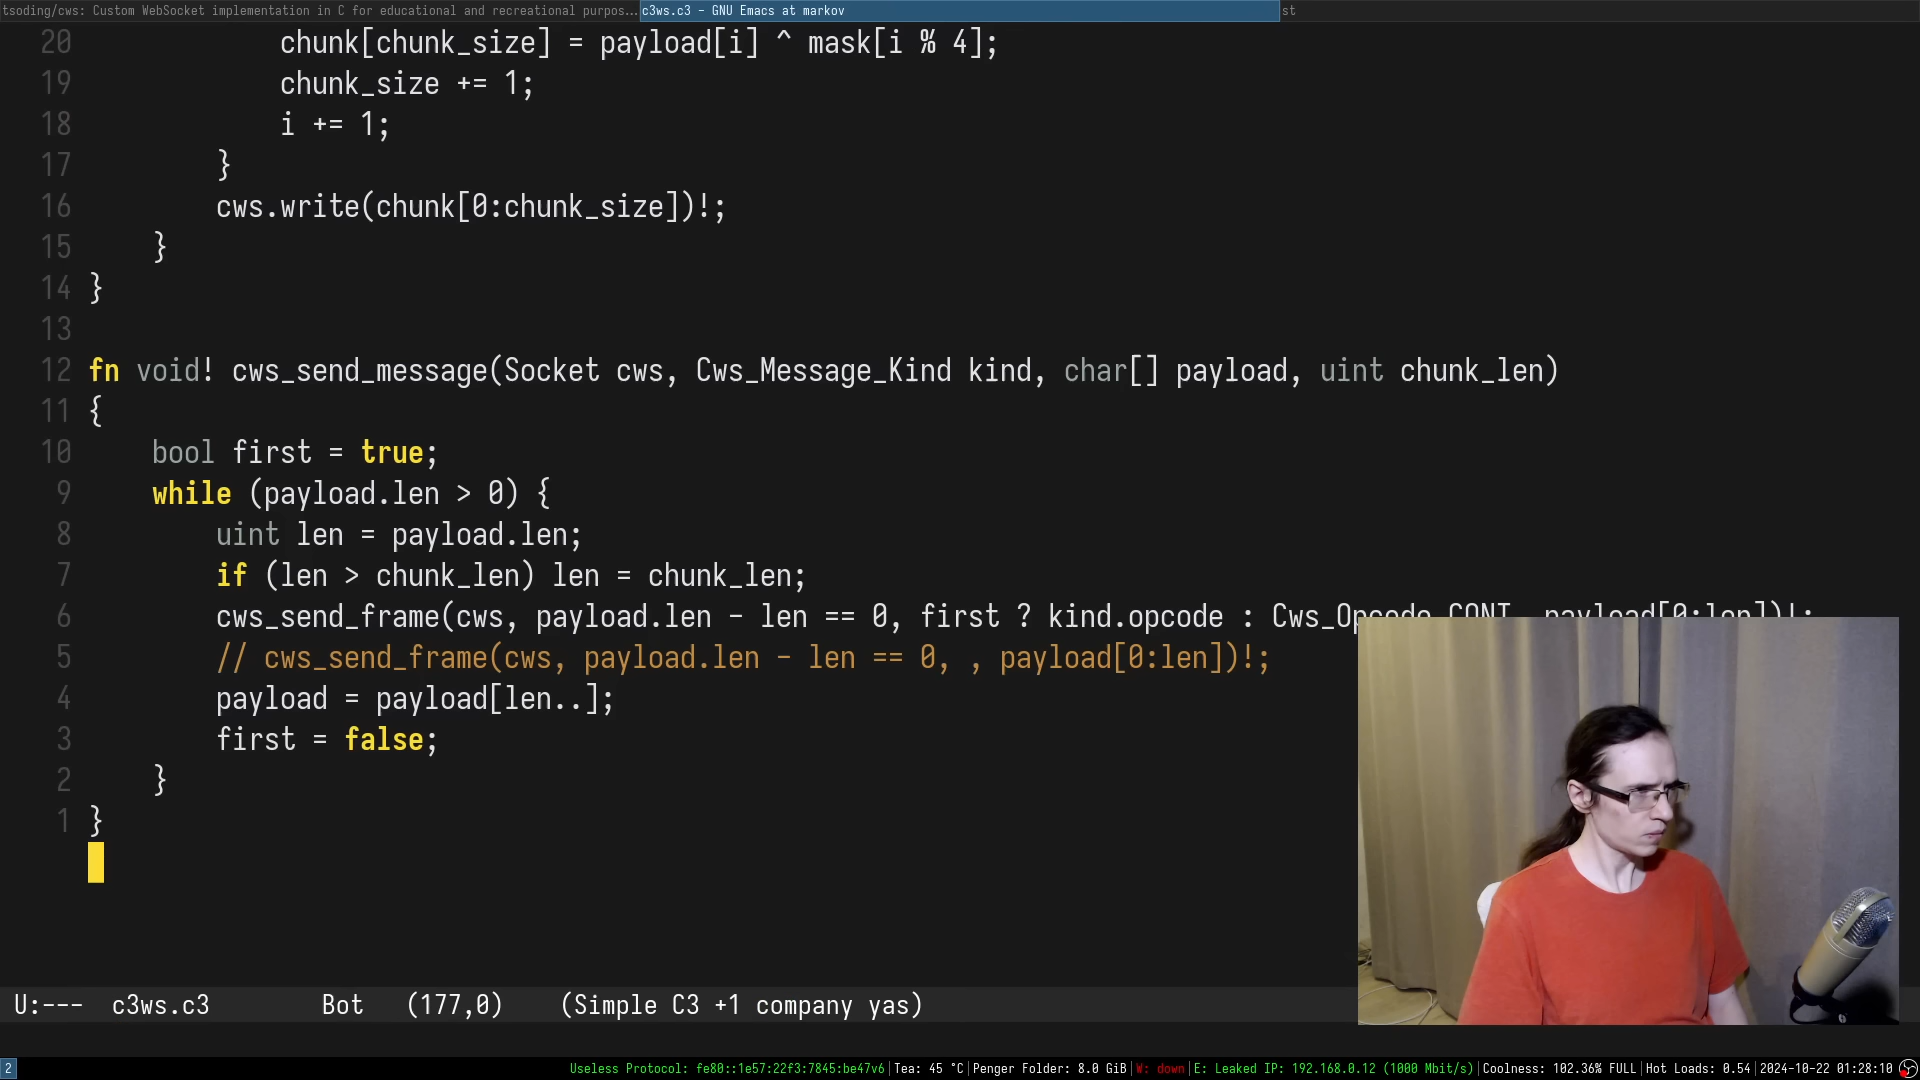 tsoding/cws: Custom WebSocket implementation in C for educational and recreational purpos... c3ws.c3 - GNU Emacs at markov st
20 chunk[chunk_size] = payload[i] ^ mask[i % 4];
19 chunk_size += 1;
18 i += 1;
17 }
16 cws.write(chunk[0:chunk_size])!;
15 }
14 }
13
12 fn void! cws_send_message(Socket cws, Cws_Message_Kind kind, char[] payload, uint chunk_len)
11 {
10 bool first = true;
9 while (payload.len > 0) {
8 uint len = payload.len;
7 if (len > chunk_len) len = chunk_len;
6 cws_send_frame(cws, payload.len - len == 0, first ? kind.opcode : Cws_Opcode.CONT, payload[0:len])!;
5 // cws_send_frame(cws, payload.len - len == 0, , payload[0:len])!;
4 payload = payload[len..];
3 first = false;
2 }
1 }
U:--- c3ws.c3 Bot (177,0) (Simple C3 +1 company yas)
2 Useless Protocol: fe80::1e57:22f3:7845:be47v6|Tea: 45 °C|Penger Folder: 8.0 GiB|W: down|E: Leaked IP: 192.168.0.12 (1000 Mbit/s)|Coolness: 102.36% FULL|Hot Loads: 0.54|2024-10-22 01:28:10